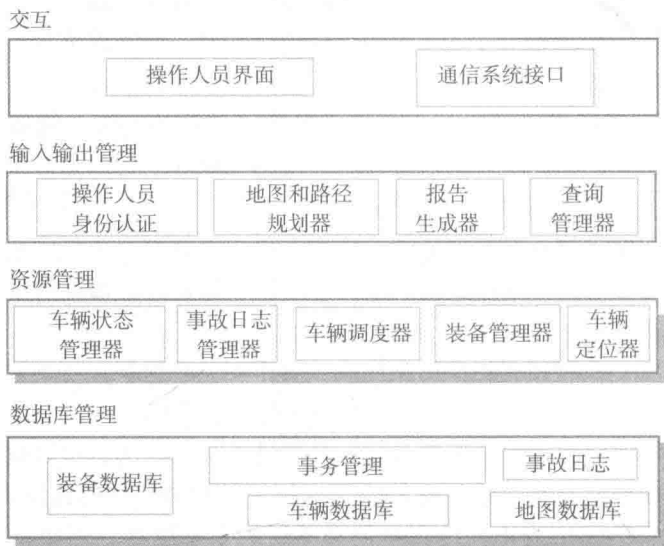 交互
操作人员界面
通信系统接口
输入输出管理
操作人员
身份认证
地图和路径
规划器
报告
生成器
查询
管理器
资源管理
车辆状态
管理器
事故日志
管理器
车辆调度器
装备管理器
车辆
定位器
数据库管理
装备数据库
事务管理
事故日志
车辆数据库
地图数据库